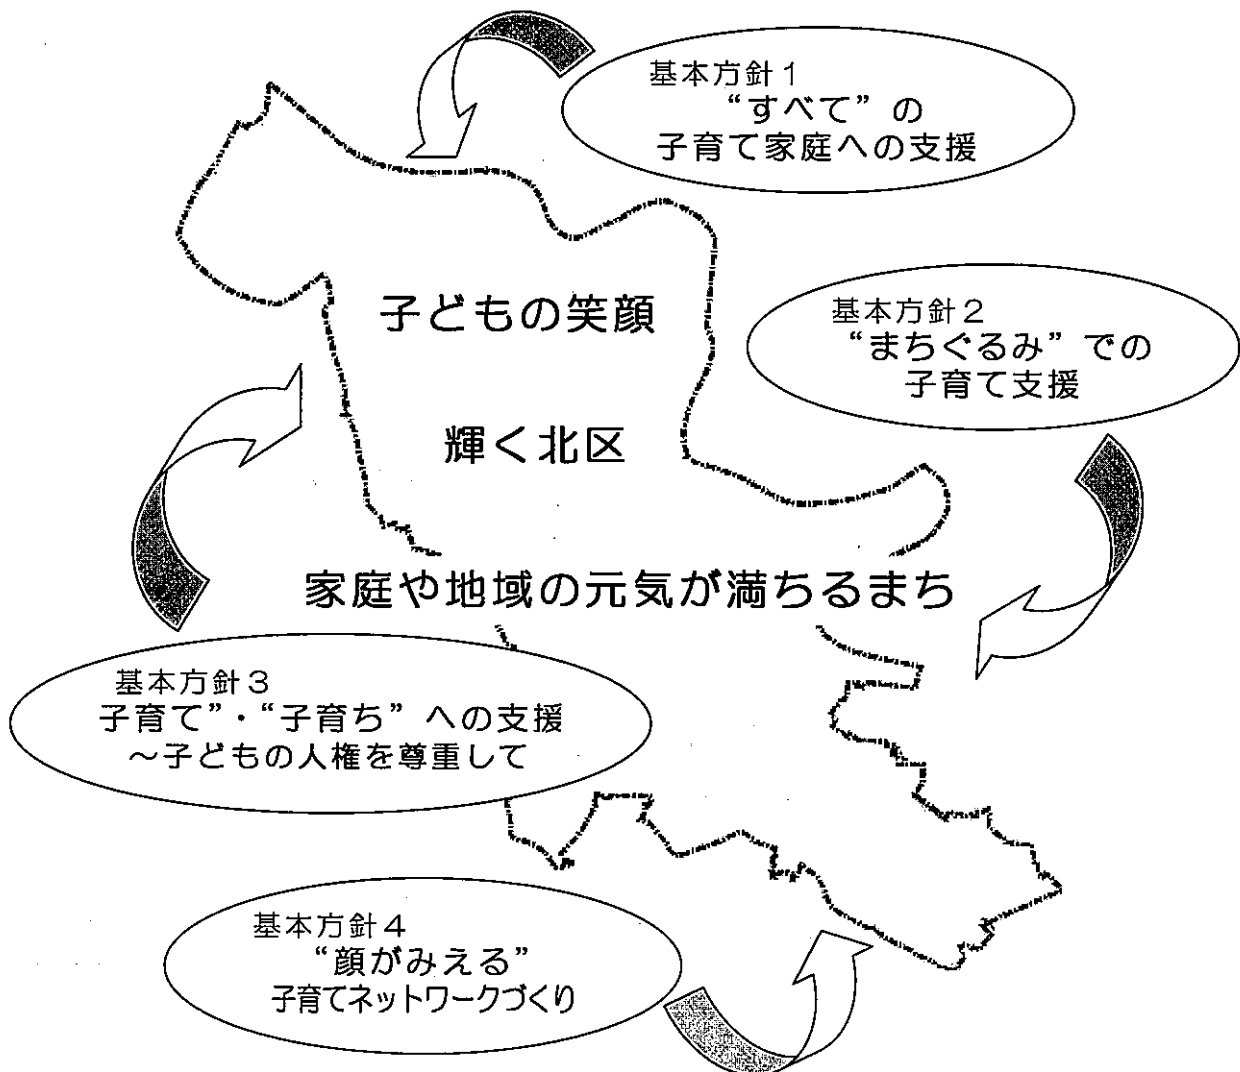 基本方針１
“すべて”の
子育て家庭への支援
子どもの笑顔
基本方針２
“まちぐるみ”での
子育て支援
輝く北区
家庭や地域の元気が満ちるまち
基本方針３
子育て”・“子育ち”への支援
～子どもの人権を尊重して
基本方針４
“顔がみえる”
子育てネットワークづくり